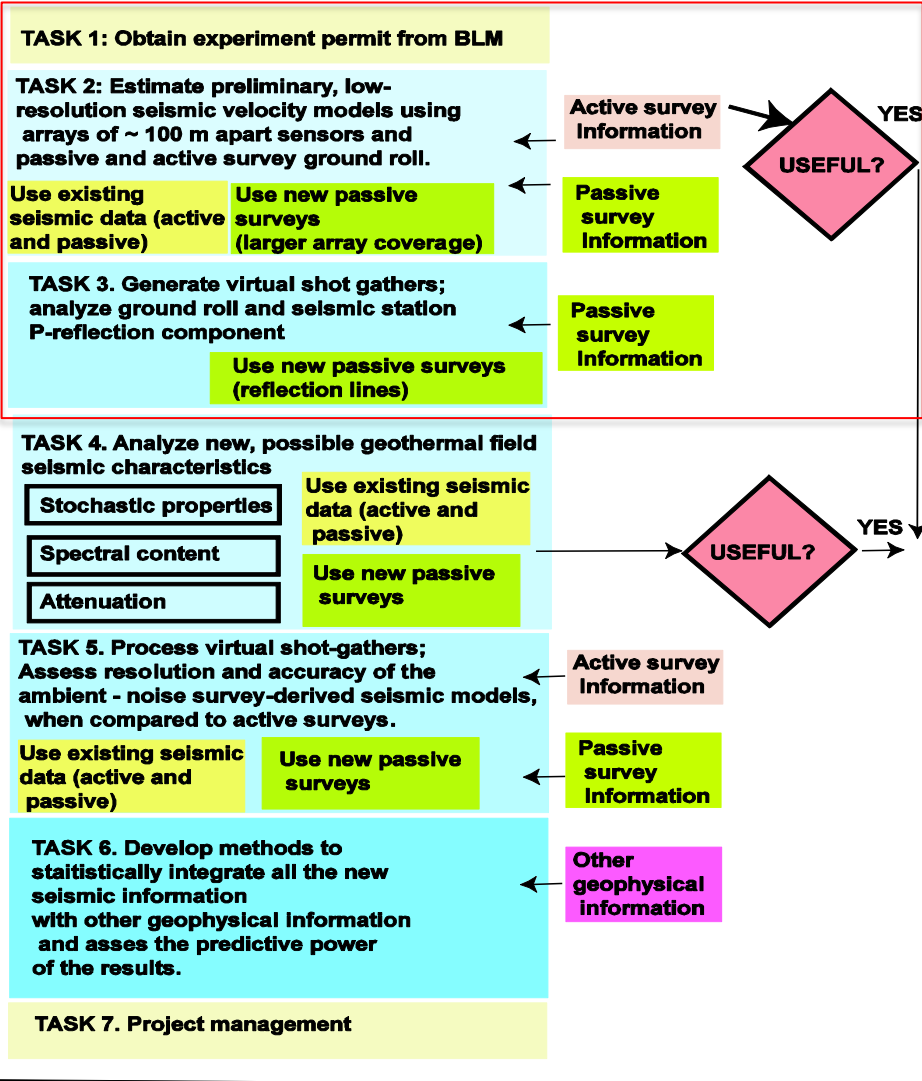 TASK 1: Obtain experiment permit from BLM
TASK 2: Estimate preliminary, low-
resolution seismic velocity models using
arrays of ~ 100 m apart sensors and
passive and active survey ground roll.
Active survey
Information
USEFUL?
YES
Use existing
seismic data (active
and passive)
Use new passive
surveys
(larger array coverage)
Passive
survey
Information
TASK 3. Generate virtual shot gathers;
analyze ground roll and seismic station
P-reflection component
Use new passive surveys
(reflection lines)
Passive
survey
Information
TASK 4. Analyze new, possible geothermal field
seismic characteristics
Stochastic properties
Spectral content
Attenuation
Use existing seismic
data (active and
passive)
Use new passive
surveys
USEFUL?
YES
TASK 5. Process virtual shot-gathers;
Assess resolution and accuracy of the
ambient - noise survey-derived seismic models,
when compared to active surveys.
Active survey
Information
Use existing seismic
data (active and
passive)
Use new passive
surveys
Passive
survey
Information
TASK 6. Develop methods to
staitistically integrate all the new
seismic information
with other geophysical information
and asses the predictive power
of the results.
Other
geophysical
information
TASK 7. Project management